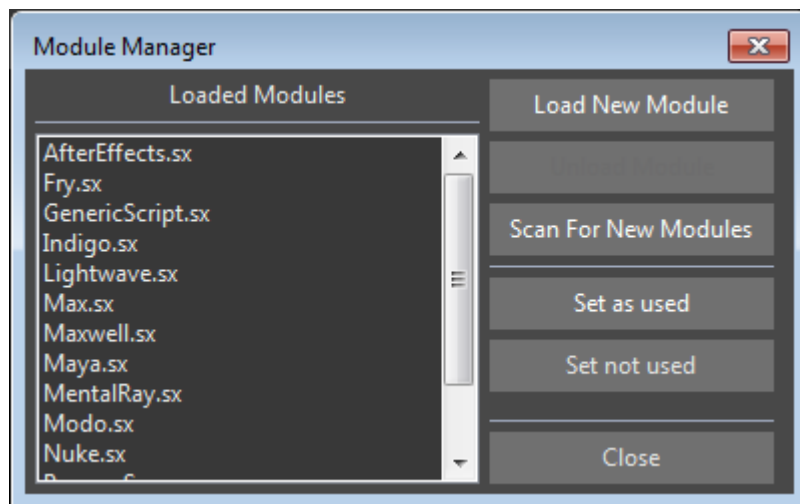 Module Manager
Loaded Modules
AfterEffects.sx
Fry.sx
GenericScript.sx
Indigo.sx
Lightwave.sx
Max.sx
Maxwell.sx
Maya.sx
MentalRay.sx
Modo.sx
Nuke.sx
Load New Module
Unload Module
Scan For New Modules
Set as used
Set not used
Close